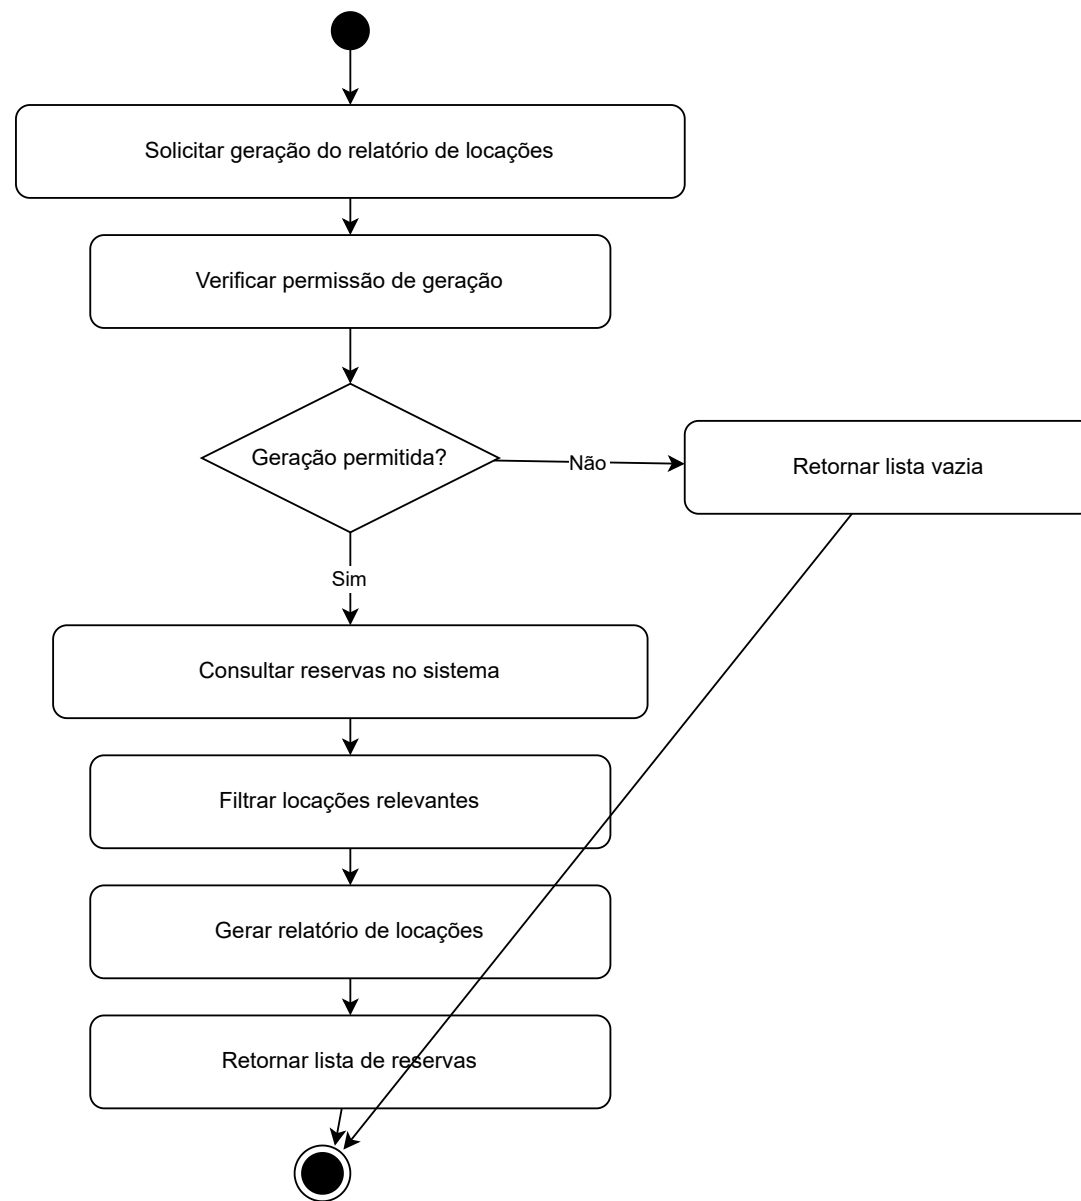 Solicitar geração do relatório de locações
Verificar permissão de geração
Geração permitida?
Não
Retornar lista vazia
Sim
Consultar reservas no sistema
Filtrar locações relevantes
Gerar relatório de locações
Retornar lista de reservas